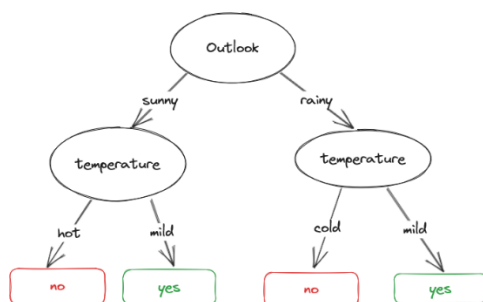 Outlook
sunny rainy
temperature temperature
hot mild cold mild
no yes no yes